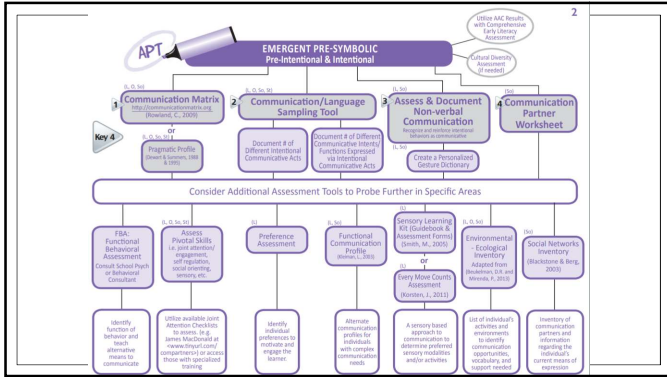 2
Utilize AAC Results
with Comprehensive
Early Literacy
Assessment
APT
EMERGENT PRE-SYMBOLIC
Pre-Intentional & Intentional
Cultural Diversity
Assessment
(if needed)
(L, O, So)
1
Communication Matrix
http://communicationmatrix.org
(Rowland, C., 2009)
or
(L, O, So, St)
Pragmatic Profile
(Dewart & Summers, 1988
& 1995)
Key 4
(L, O, So, St)
2
Communication/Language
Sampling Tool
Document # of
Different Intentional
Communicative Acts
Document # of Different
Communicative Intents/
Functions Expressed
via Intentional
Communicative Acts
(L, So)
3
Assess & Document
Non-verbal
Communication
Recognize and reinforce intentional
behaviors as communicative
(L, So)
Create a Personalized
Gesture Dictionary
(So)
4
Communication
Partner
Worksheet
Consider Additional Assessment Tools to Probe Further in Specific Areas
FBA:
Functional
Behavioral
Assessment
Consult School Psych
or Behavioral
Consultant
Identify
function of
behavior and
teach
alternative
means to
communicate
(L, O, So, St)
Assess
Pivotal Skills
i.e. joint attention/
engagement,
self regulation,
social orienting,
sensory, etc.
Utilize available Joint
Attention Checklists
to assess. (e.g
James MacDonald at
<www.tinyurl.com/
compartners>) or access
those with specialized
training
(L)
Preference
Assessment
Identify
individual
preferences to
motivate and
engage the
learner.
(L, So)
Functional
Communication
Profile
(Kleiman, L., 2003)
Alternate
communication
profiles for
individuals
with complex
communication
needs
(L)
Sensory Learning
Kit (Guidebook &
Assessment Forms)
(Smith, M., 2005)
or
(L)
Every Move Counts
Assessment
(Korsten, J., 2011)
A sensory based
approach to
communication to
determine preferred
sensory modalities
and/or activities
(L, O, So)
Environmental
- Ecological
Inventory
Adapted from
(Beukelman, D.R. and
Mirenda, P., 2013)
List of individual's
activities and
environments to
identify
communication
opportunities,
vocabulary, and
support needed
(So)
Social Networks
Inventory
(Blackstone & Berg,
2003)
Inventory of
communication
partners and
information
regarding the
individual's
current means of
expression